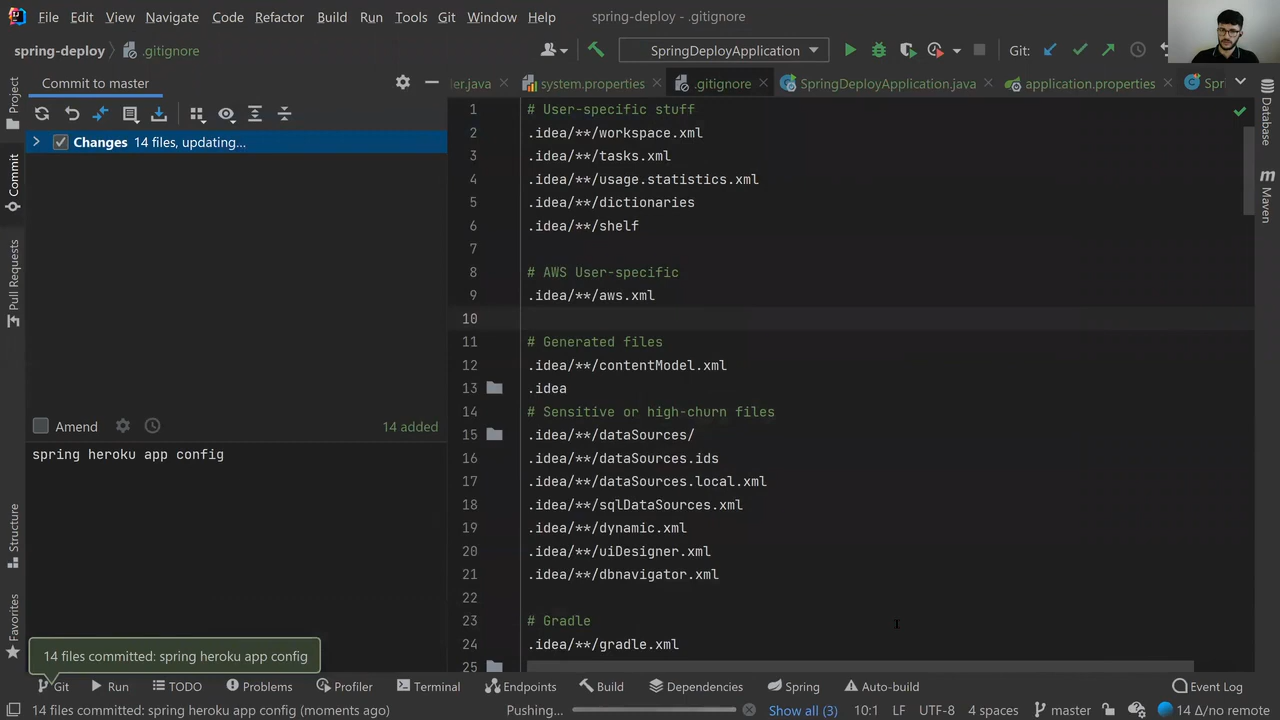 File Edit View Navigate Code Refactor Build Run Tools Git Window Help spring-deploy - .gitignore
spring-deploy .gitignore SpringDeployApplication Git:
Commit to master
ler.java system.properties .gitignore SpringDeployApplication.java application.properties Spr
Changes 14 files, updating...
Amend 14 added
spring heroku app config
14 files committed: spring heroku app config
Project
Commit
Pull Requests
Structure
Favorites
1 # User-specific stuff
2 .idea/**/workspace.xml
3 .idea/**/tasks.xml
4 .idea/**/usage.statistics.xml
5 .idea/**/dictionaries
6 .idea/**/shelf
7
8 # AWS User-specific
9 .idea/**/aws.xml
10
11 # Generated files
12 .idea/**/contentModel.xml
13 .idea
14 # Sensitive or high-churn files
15 .idea/**/dataSources/
16 .idea/**/dataSources.ids
17 .idea/**/dataSources.local.xml
18 .idea/**/sqlDataSources.xml
19 .idea/**/dynamic.xml
20 .idea/**/uiDesigner.xml
21 .idea/**/dbnavigator.xml
22
23 # Gradle
24 .idea/**/gradle.xml
25
Database
Maven
Git Run TODO Problems Profiler Terminal Endpoints Build Dependencies Spring Auto-build Event Log
14 files committed: spring heroku app config (moments ago) Pushing... Show all (3) 10:1 LF UTF-8 4 spaces master 14 Δ/no remote